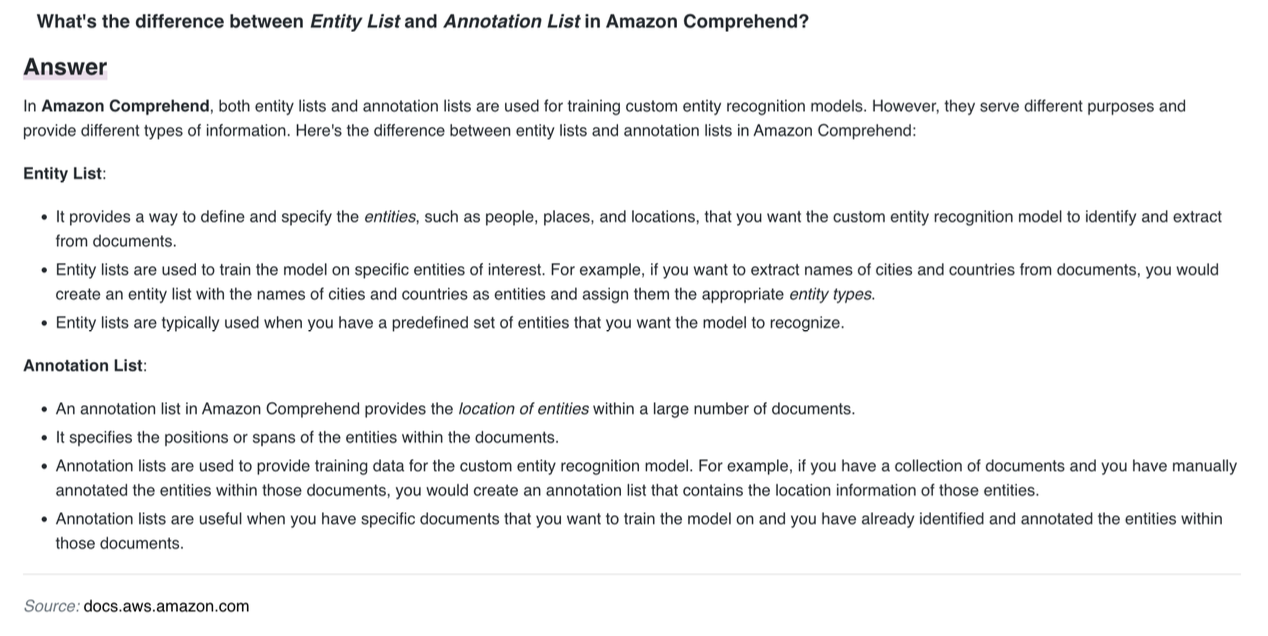 What's the difference between Entity List and Annotation List in Amazon Comprehend?
Answer
In Amazon Comprehend, both entity lists and annotation lists are used for training custom entity recognition models. However, they serve different purposes and
provide different types of information. Here's the difference between entity lists and annotation lists in Amazon Comprehend:
Entity List:
• It provides a way to define and specify the entities, such as people, places, and locations, that you want the custom entity recognition model to identify and extract
from documents.
• Entity lists are used to train the model on specific entities of interest. For example, if you want to extract names of cities and countries from documents, you would
create an entity list with the names of cities and countries as entities and assign them the appropriate entity types.
• Entity lists are typically used when you have a predefined set of entities that you want the model to recognize.
Annotation List:
• An annotation list in Amazon Comprehend provides the location of entities within a large number of documents.
• It specifies the positions or spans of the entities within the documents.
• Annotation lists are used to provide training data for the custom entity recognition model. For example, if you have a collection of documents and you have manually
annotated the entities within those documents, you would create an annotation list that contains the location information of those entities.
• Annotation lists are useful when you have specific documents that you want to train the model on and you have already identified and annotated the entities within
those documents.
Source: docs.aws.amazon.com